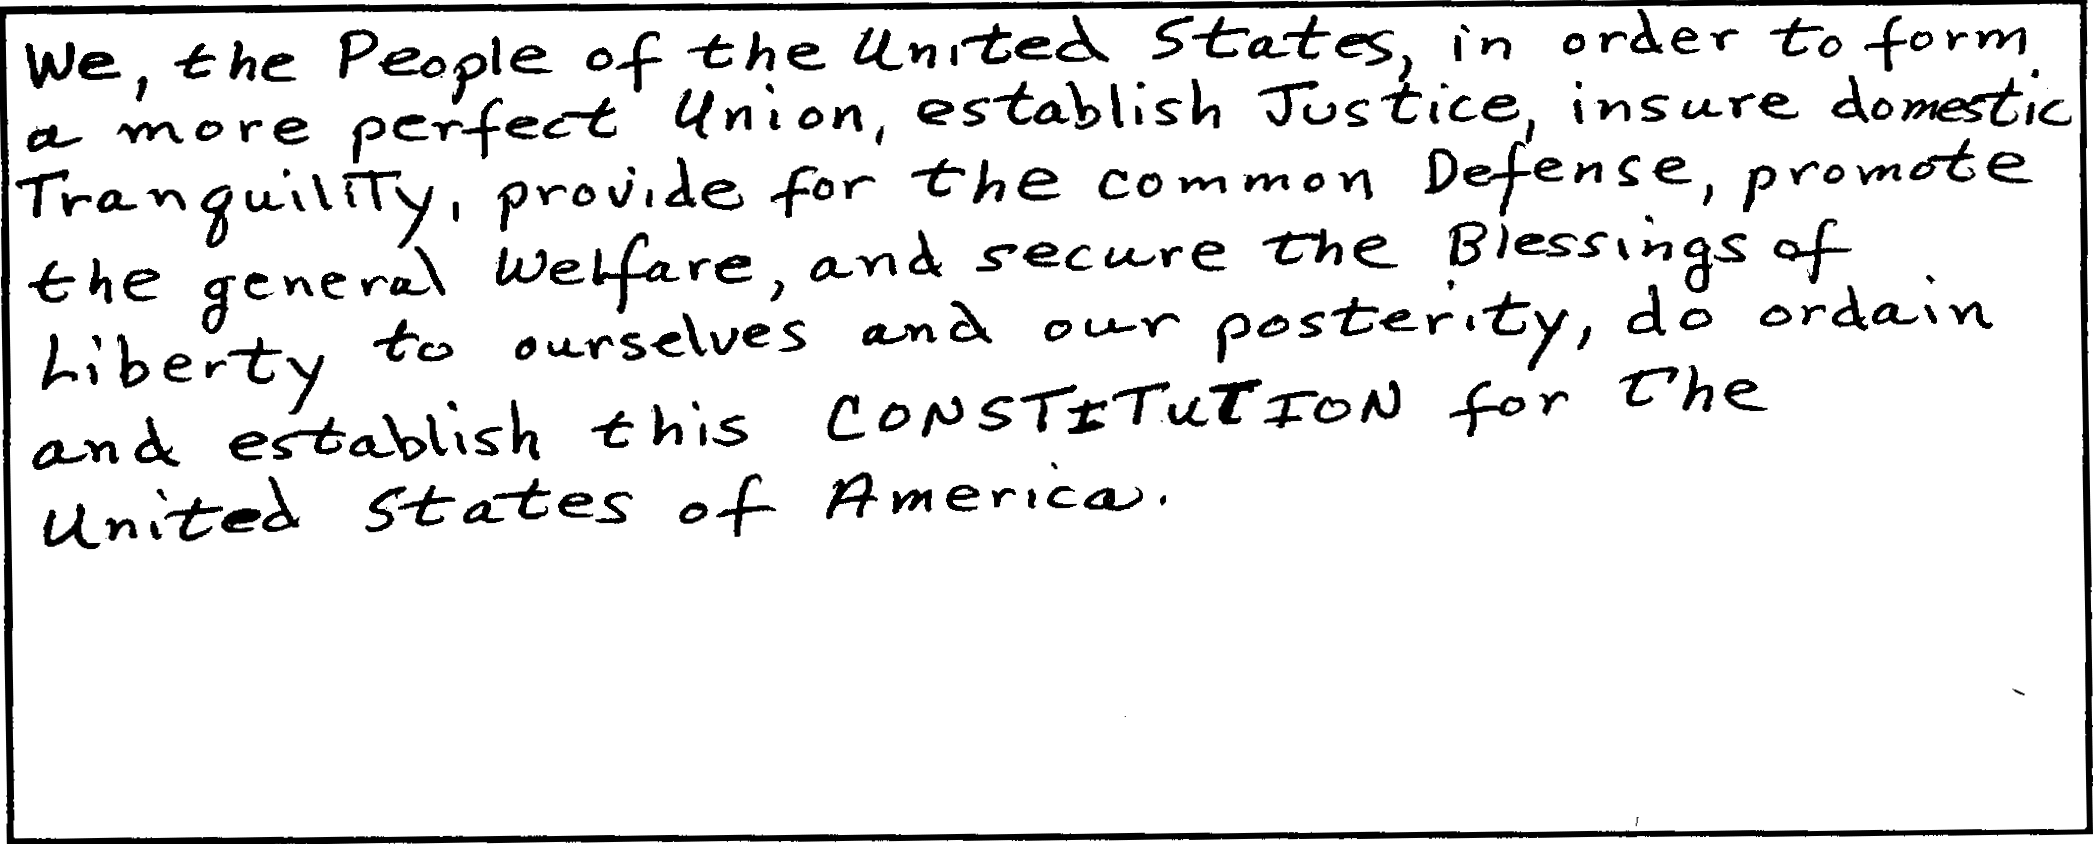 We, the People of the United States, in order to form
a more perfect Union, establish Justice, insure domestic
Tranquility, provide for the common Defense, promote
the general Welfare, and secure the Blessings of
Liberty to ourselves and our posterity, do ordain
and establish this CONSTITUTION for the
United States of America.